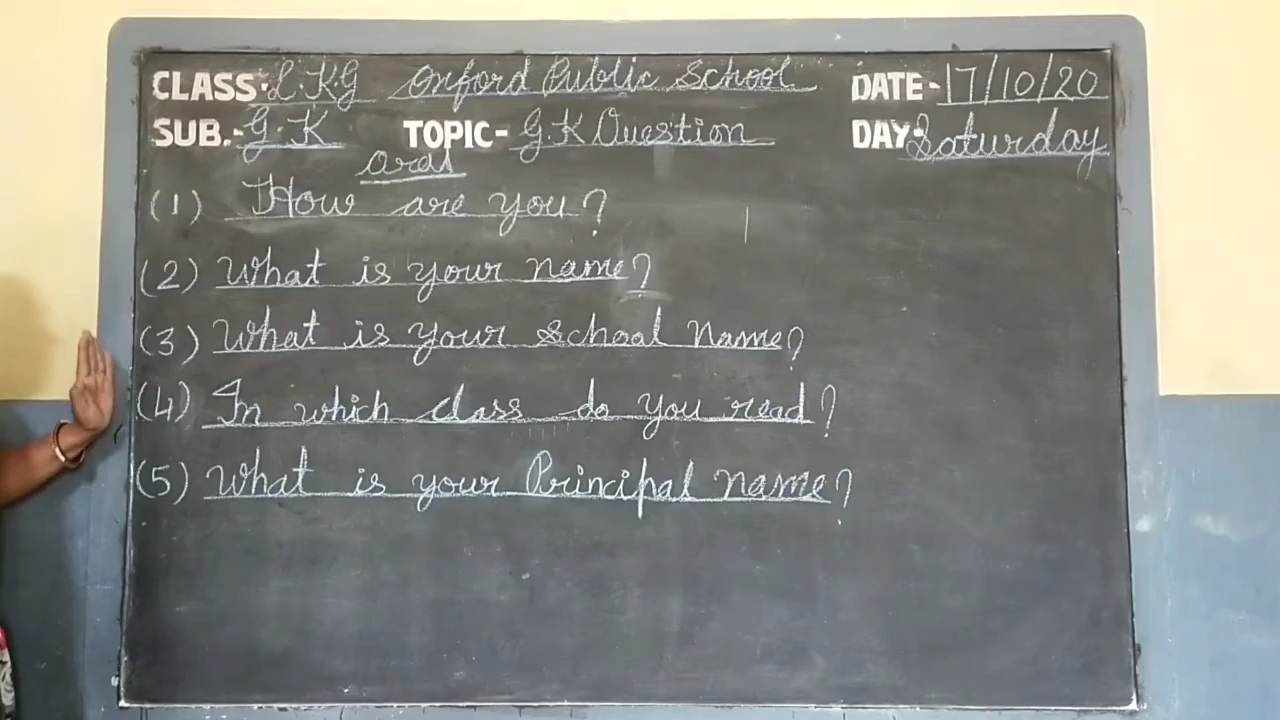 CLASS:- L.K.G Oxford Public School DATE - 17/10/20
SUB.:- G.K TOPIC- G.K Question DAY:- Saturday
oral
(1) How are you?
(2) What is your name?
(3) What is your school Name?
(4) In which class do you read?
(5) What is your Principal name?